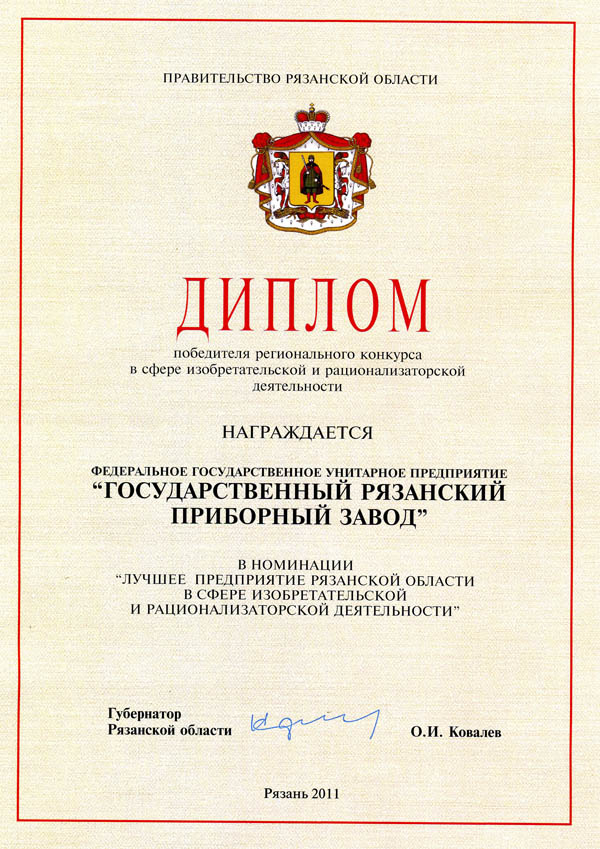 ПРАВИТЕЛЬСТВО РЯЗАНСКОЙ ОБЛАСТИ
ДИПЛОМ
победителя регионального конкурса
в сфере изобретательской и рационализаторской
деятельности
НАГРАЖДАЕТСЯ
ФЕДЕРАЛЬНОЕ ГОСУДАРСТВЕННОЕ УНИТАРНОЕ ПРЕДПРИЯТИЕ
“ГОСУДАРСТВЕННЫЙ РЯЗАНСКИЙ
ПРИБОРНЫЙ ЗАВОД”
В НОМИНАЦИИ
“ЛУЧШЕЕ ПРЕДПРИЯТИЕ РЯЗАНСКОЙ ОБЛАСТИ
В СФЕРЕ ИЗОБРЕТАТЕЛЬСКОЙ
И РАЦИОНАЛИЗАТОРСКОЙ ДЕЯТЕЛЬНОСТИ”
Губернатор
Рязанской области О.И. Ковалев
Рязань 2011